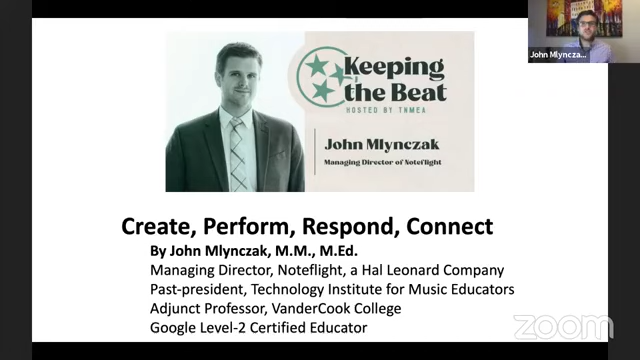 John Mlyncza...
Keeping
the Beat
HOSTED BY TNMEA
John Mlynczak
Managing Director of Noteflight
Create, Perform, Respond, Connect
By John Mlynczak, M.M., M.Ed.
Managing Director, Noteflight, a Hal Leonard Company
Past-president, Technology Institute for Music Educators
Adjunct Professor, VanderCook College
Google Level-2 Certified Educator
zoom